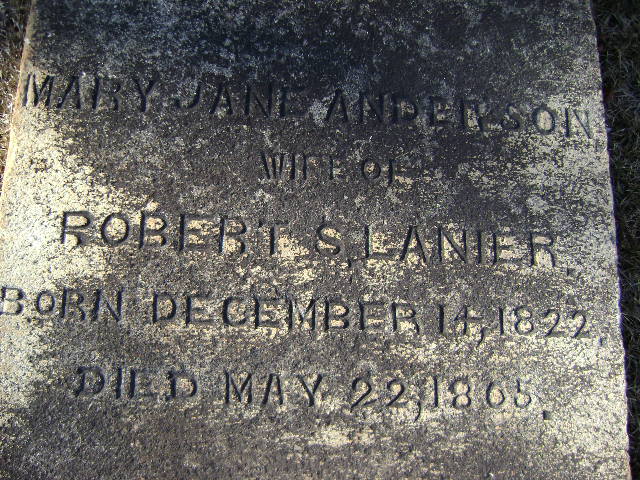 MARY JANE ANDERSON,
WIFE OF
ROBERT S. LANIER.
BORN DECEMBER 14, 1822.
DIED MAY 22, 1865.